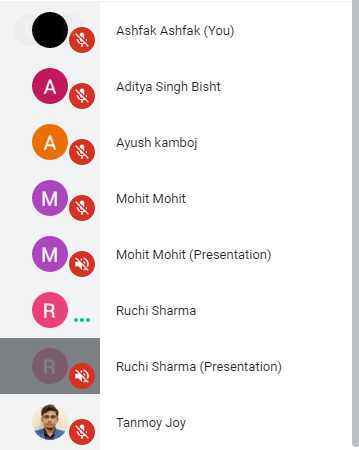 Ashfak Ashfak (You)
A Aditya Singh Bisht
A Ayush kamboj
M Mohit Mohit
M Mohit Mohit (Presentation)
R Ruchi Sharma
R Ruchi Sharma (Presentation)
Tanmoy Joy